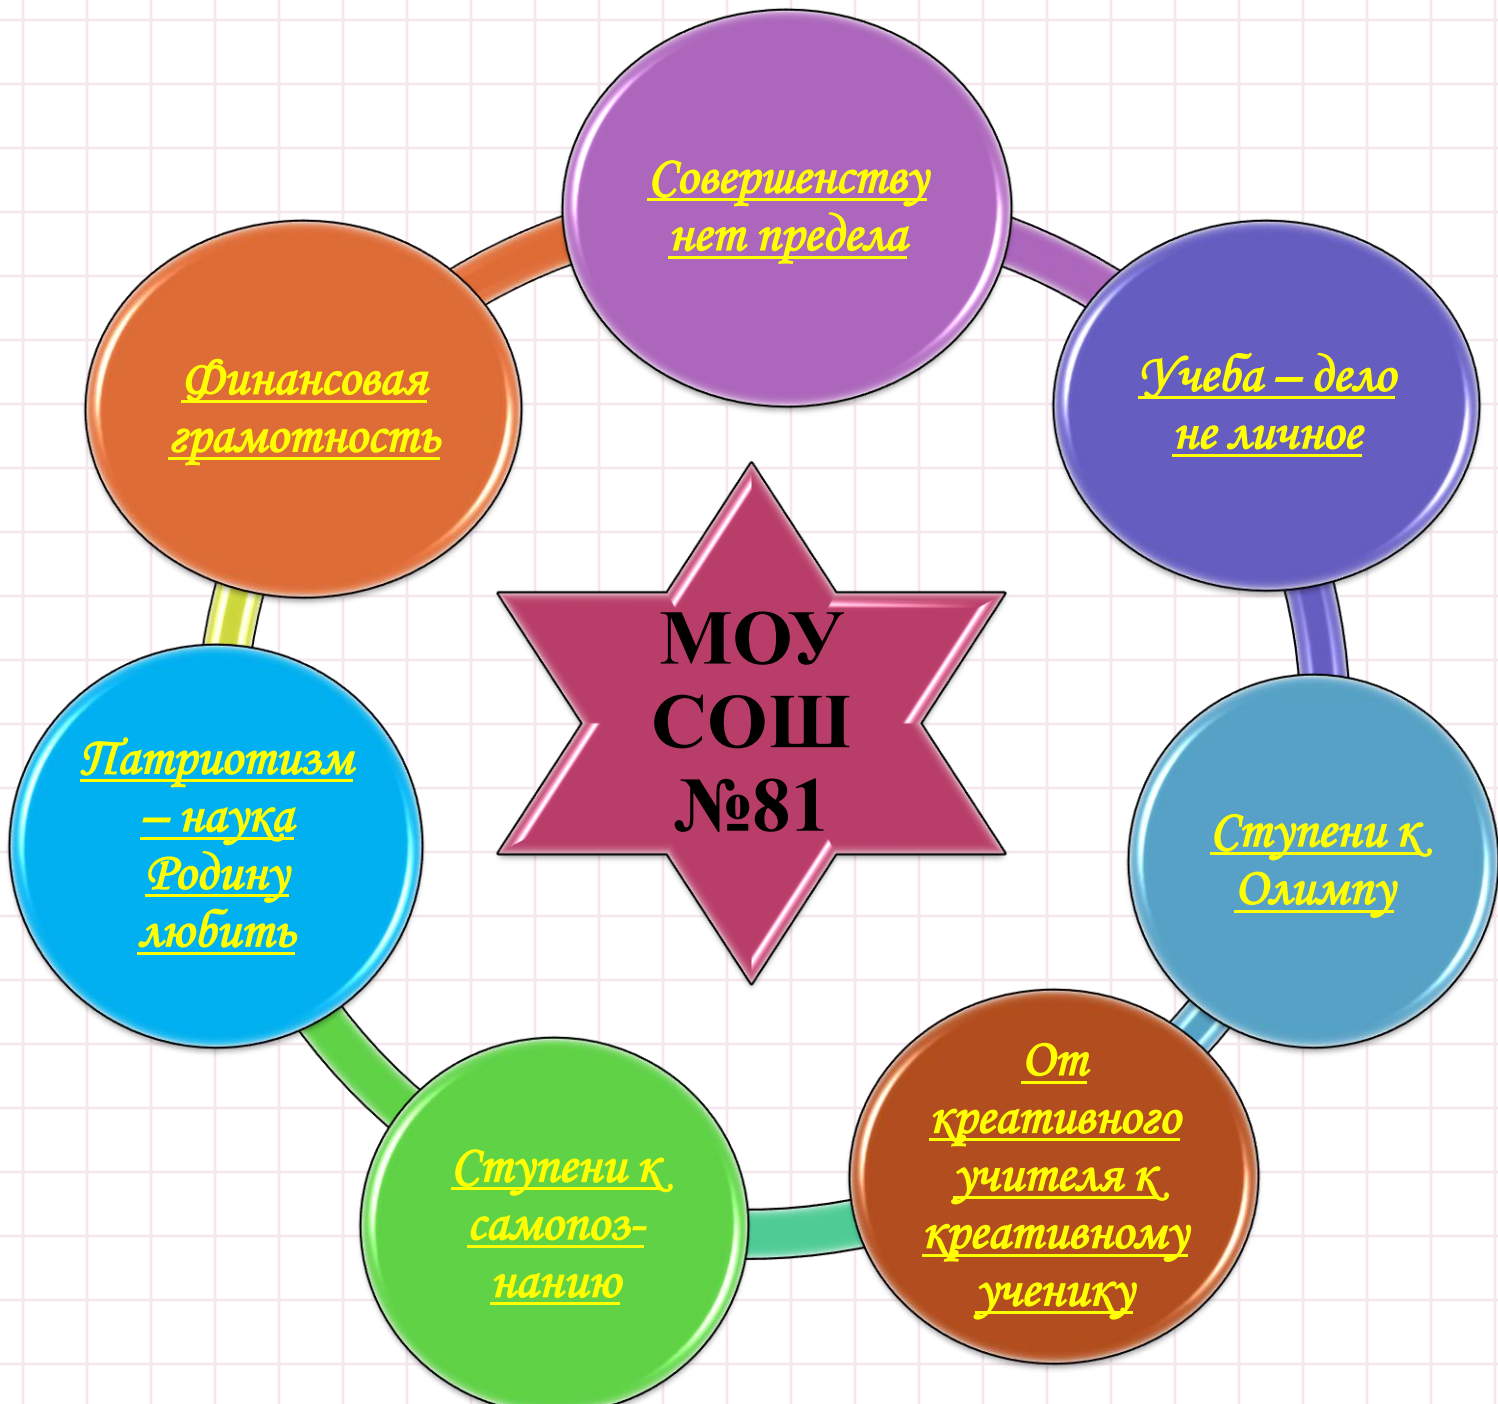 Совершенству
нет предела
Учеба – дело
не личное
Ступени к
Олимпу
От
креативного
учителя к
креативному
ученику
Ступени к
самопоз-
нанию
Патриотизм
– наука
Родину
любить
Финансовая
грамотность
МОУ
СОШ
№81